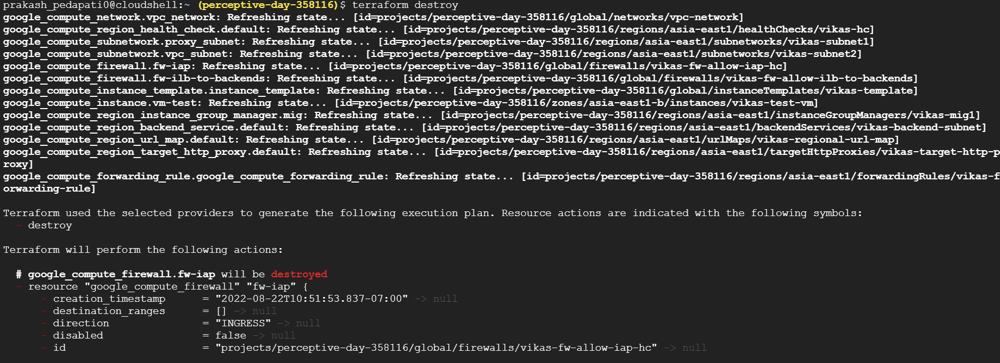 prakash_pedapati0@cloudshell:~ (perceptive-day-358116)$ terraform destroy
google_compute_network.vpc_network: Refreshing state... [id=projects/perceptive-day-358116/global/networks/vpc-network]
google_compute_region_health_check.default: Refreshing state... [id=projects/perceptive-day-358116/regions/asia-east1/healthChecks/vikas-hc]
google_compute_subnetwork.proxy_subnet: Refreshing state... [id=projects/perceptive-day-358116/regions/asia-east1/subnetworks/vikas-subnet1]
google_compute_subnetwork.vpc_subnet: Refreshing state... [id=projects/perceptive-day-358116/regions/asia-east1/subnetworks/vikas-subnet2]
google_compute_firewall.fw-iap: Refreshing state... [id=projects/perceptive-day-358116/global/firewalls/vikas-fw-allow-iap-hc]
google_compute_firewall.fw-ilb-to-backends: Refreshing state... [id=projects/perceptive-day-358116/global/firewalls/vikas-fw-allow-ilb-to-backends]
google_compute_instance_template.instance_template: Refreshing state... [id=projects/perceptive-day-358116/global/instanceTemplates/vikas-template]
google_compute_instance.vm-test: Refreshing state... [id=projects/perceptive-day-358116/zones/asia-east1-b/instances/vikas-test-vm]
google_compute_region_instance_group_manager.mig: Refreshing state... [id=projects/perceptive-day-358116/regions/asia-east1/instanceGroupManagers/vikas-mig1]
google_compute_region_backend_service.default: Refreshing state... [id=projects/perceptive-day-358116/regions/asia-east1/backendServices/vikas-backend-subnet]
google_compute_region_url_map.default: Refreshing state... [id=projects/perceptive-day-358116/regions/asia-east1/urlMaps/vikas-regional-url-map]
google_compute_region_target_http_proxy.default: Refreshing state... [id=projects/perceptive-day-358116/regions/asia-east1/targetHttpProxies/vikas-target-http-p
roxy]
google_compute_forwarding_rule.google_compute_forwarding_rule: Refreshing state... [id=projects/perceptive-day-358116/regions/asia-east1/forwardingRules/vikas-f
orwarding-rule]
Terraform used the selected providers to generate the following execution plan. Resource actions are indicated with the following symbols:
- destroy
Terraform will perform the following actions:
# google_compute_firewall.fw-iap will be destroyed
- resource "google_compute_firewall" "fw-iap" {
- creation_timestamp = "2022-08-22T10:51:53.837-07:00" -> null
- destination_ranges = [] -> null
- direction = "INGRESS" -> null
- disabled = false -> null
- id = "projects/perceptive-day-358116/global/firewalls/vikas-fw-allow-iap-hc" -> null